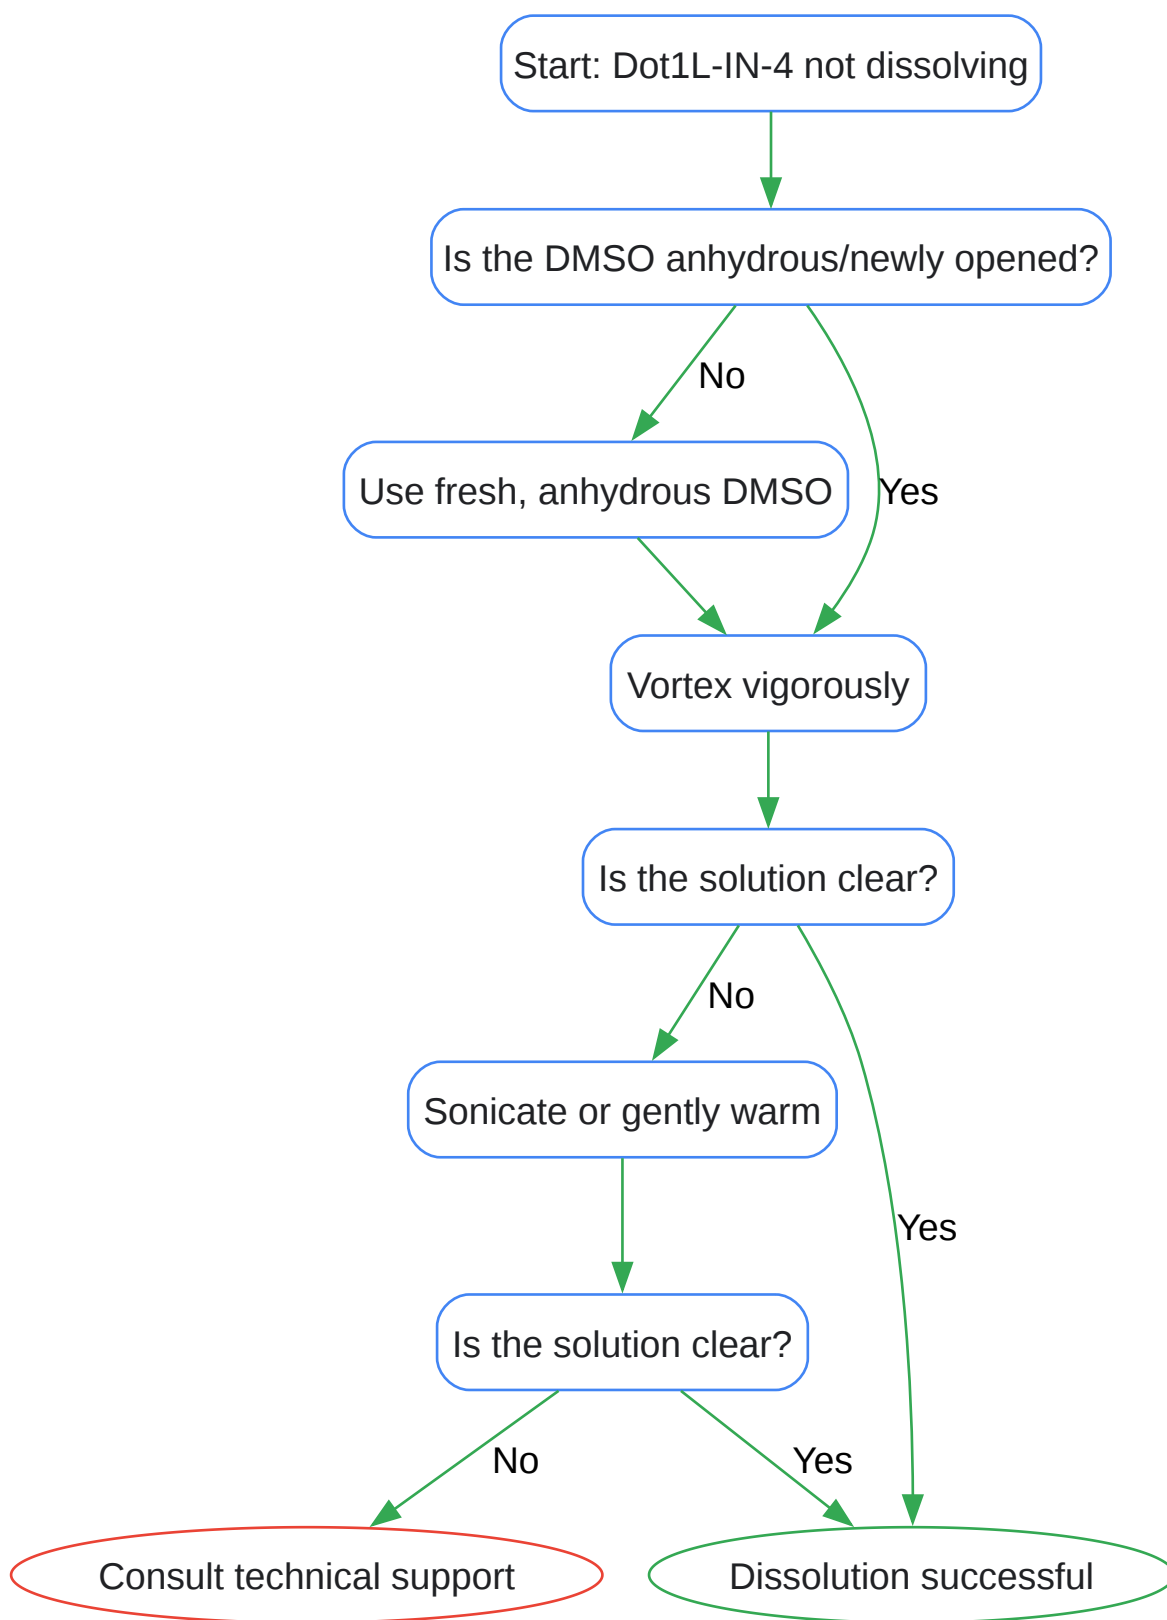 Start: Dot1L-IN-4 not dissolving
Is the DMSO anhydrous/newly opened?
No
Use fresh, anhydrous DMSO
Yes
Vortex vigorously
Is the solution clear?
No
Sonicate or gently warm
Yes
Is the solution clear?
No
Yes
Consult technical support
Dissolution successful